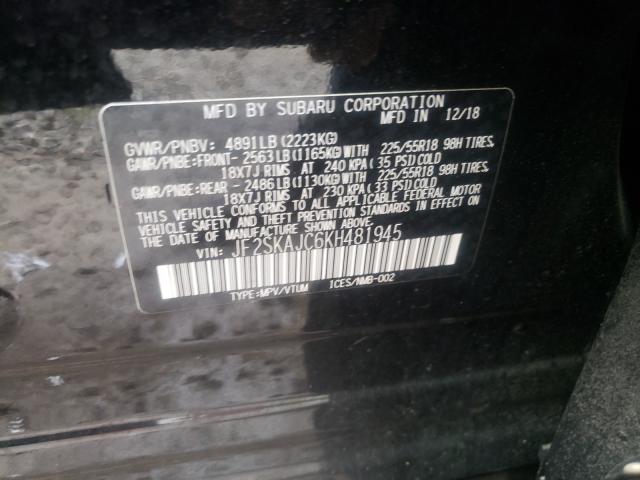 MFD BY SUBARU CORPORATION
MFD IN 12/18
GVWR/PNBV: 4891LB(2223KG)
GAWR/PNBE:FRONT- 2563LB(1165KG)WITH 225/55R18 98H TIRES,
18X7J RIMS AT 240 KPA(35 PSI)COLD
GAWR/PNBE:REAR - 2486LB(1130KG)WITH 225/55R18 98H TIRES,
18X7J RIMS AT 230 KPA(33 PSI)COLD
THIS VEHICLE CONFORMS TO ALL APPLICABLE FEDERAL MOTOR
VEHICLE SAFETY AND THEFT PREVENTION STANDARDS IN EFFECT
ON THE DATE OF MANUFACTURE SHOWN ABOVE.
VIN: JF2SKAJC6KH481945
TYPE:MPV/VTUM ICES/NMB-002